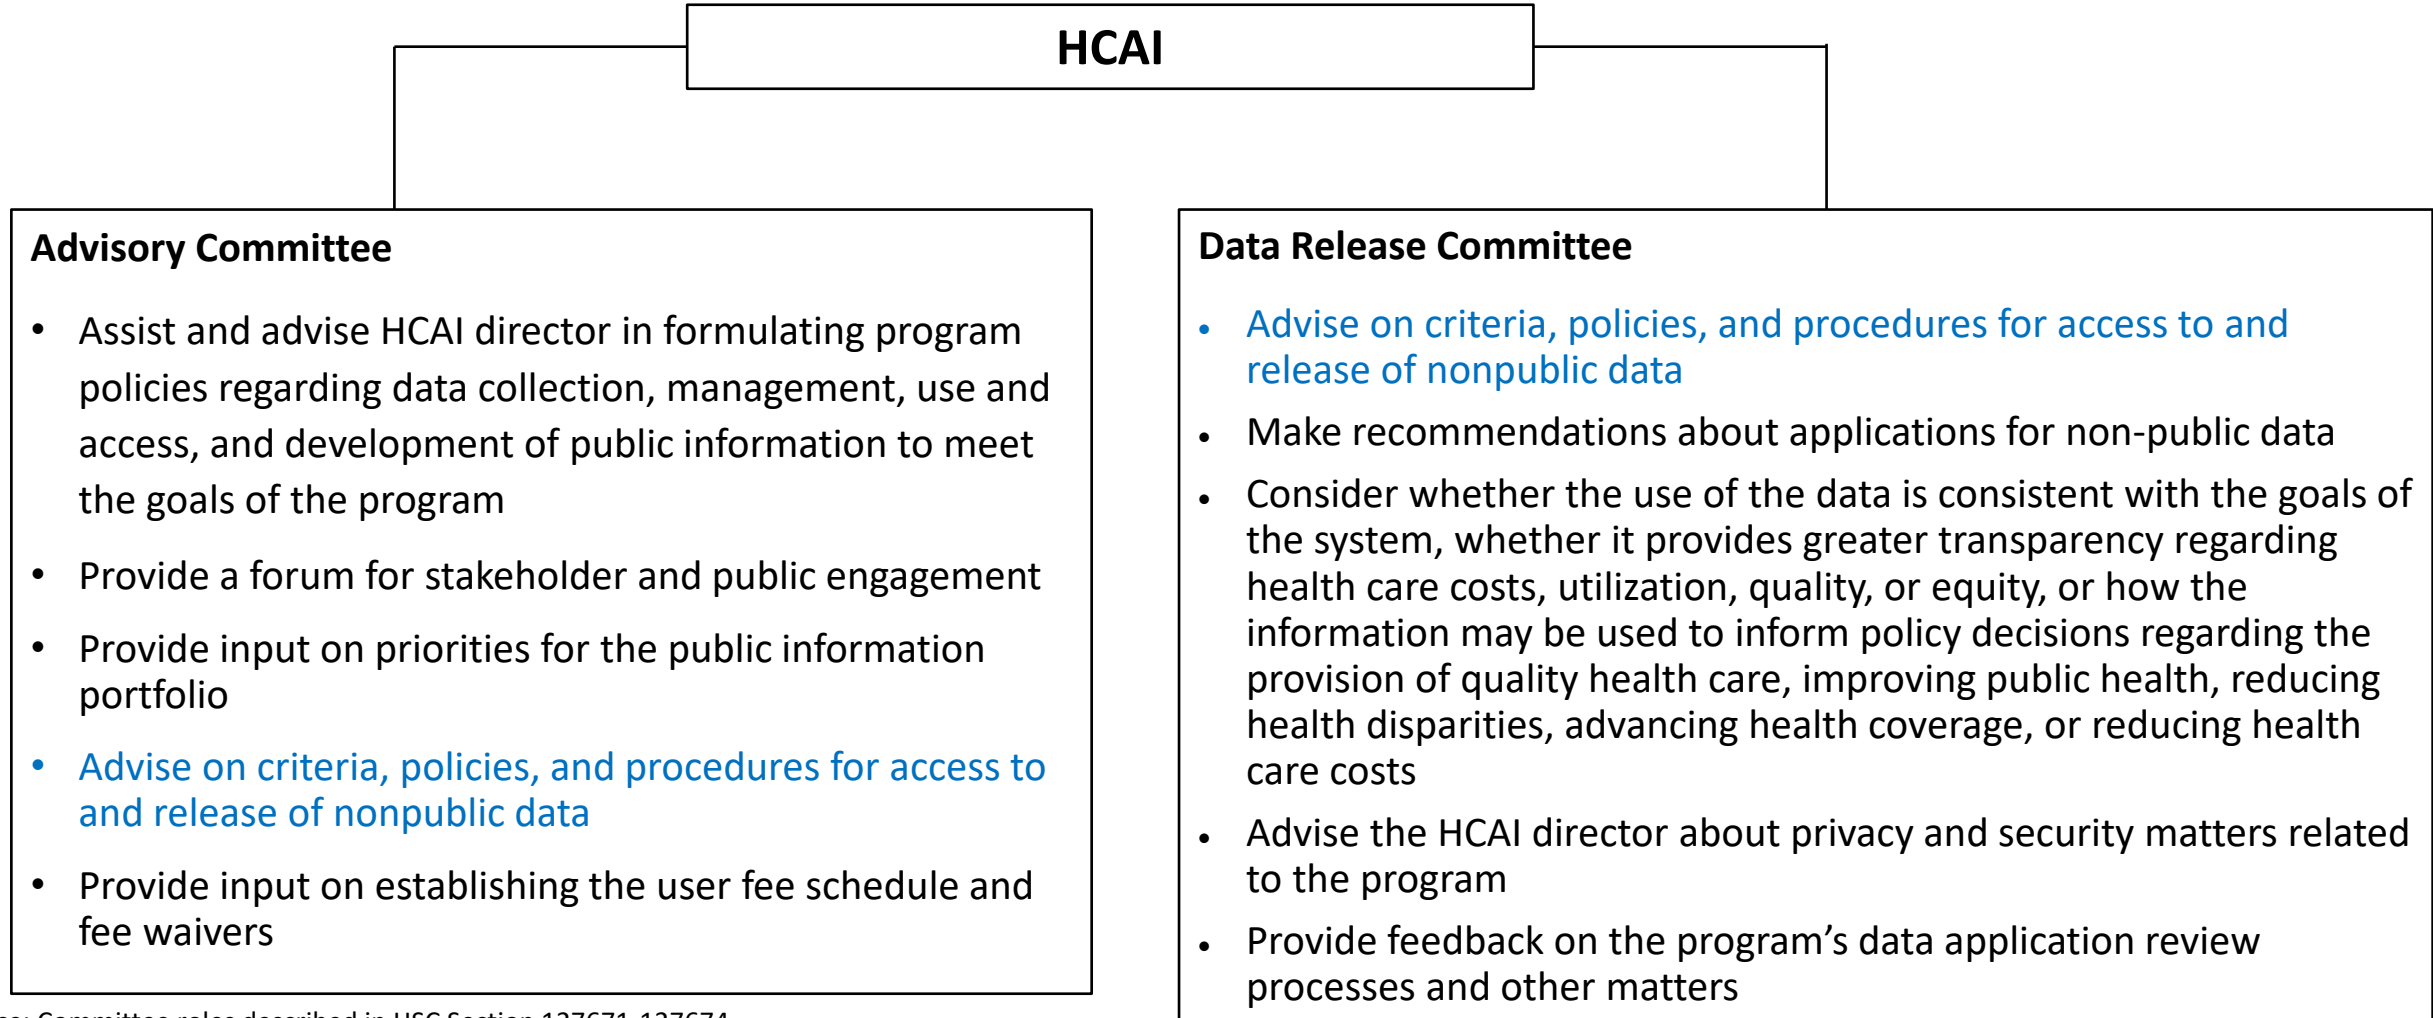 HCAI
Advisory Committee
• Assist and advise HCAI director in formulating program
policies regarding data collection, management, use and
access, and development of public information to meet
the goals of the program
• Provide a forum for stakeholder and public engagement
• Provide input on priorities for the public information
portfolio
• Advise on criteria, policies, and procedures for access to
and release of nonpublic data
• Provide input on establishing the user fee schedule and
fee waivers
Data Release Committee
• Advise on criteria, policies, and procedures for access to and
release of nonpublic data
• Make recommendations about applications for non-public data
• Consider whether the use of the data is consistent with the goals of
the system, whether it provides greater transparency regarding
health care costs, utilization, quality, or equity, or how the
information may be used to inform policy decisions regarding the
provision of quality health care, improving public health, reducing
health disparities, advancing health coverage, or reducing health
care costs
• Advise the HCAI director about privacy and security matters related
to the program
• Provide feedback on the program’s data application review
processes and other matters
Committee roles described in HSC Section 127671-127674